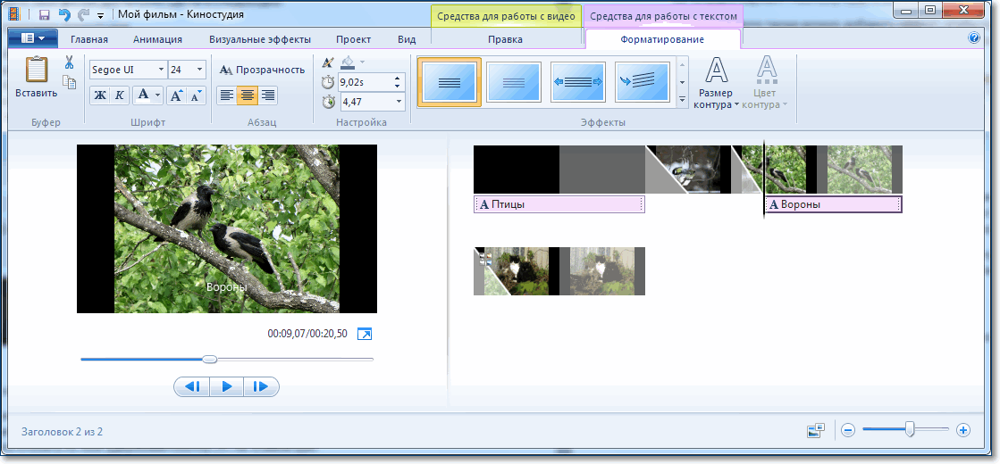 Мой фильм - Киностудия
Средства для работы с видео
Средства для работы с текстом
Главная
Анимация
Визуальные эффекты
Проект
Вид
Правка
Форматирование
Вставить
Буфер
Segoe UI
24
Ж К А А А
Шрифт
АА Прозрачность
Абзац
9,02s
4,47
Настройка
Эффекты
Размер контура
Цвет контура
Вороны
00:09,07/00:20,50
А Птицы
А Вороны
Заголовок 2 из 2